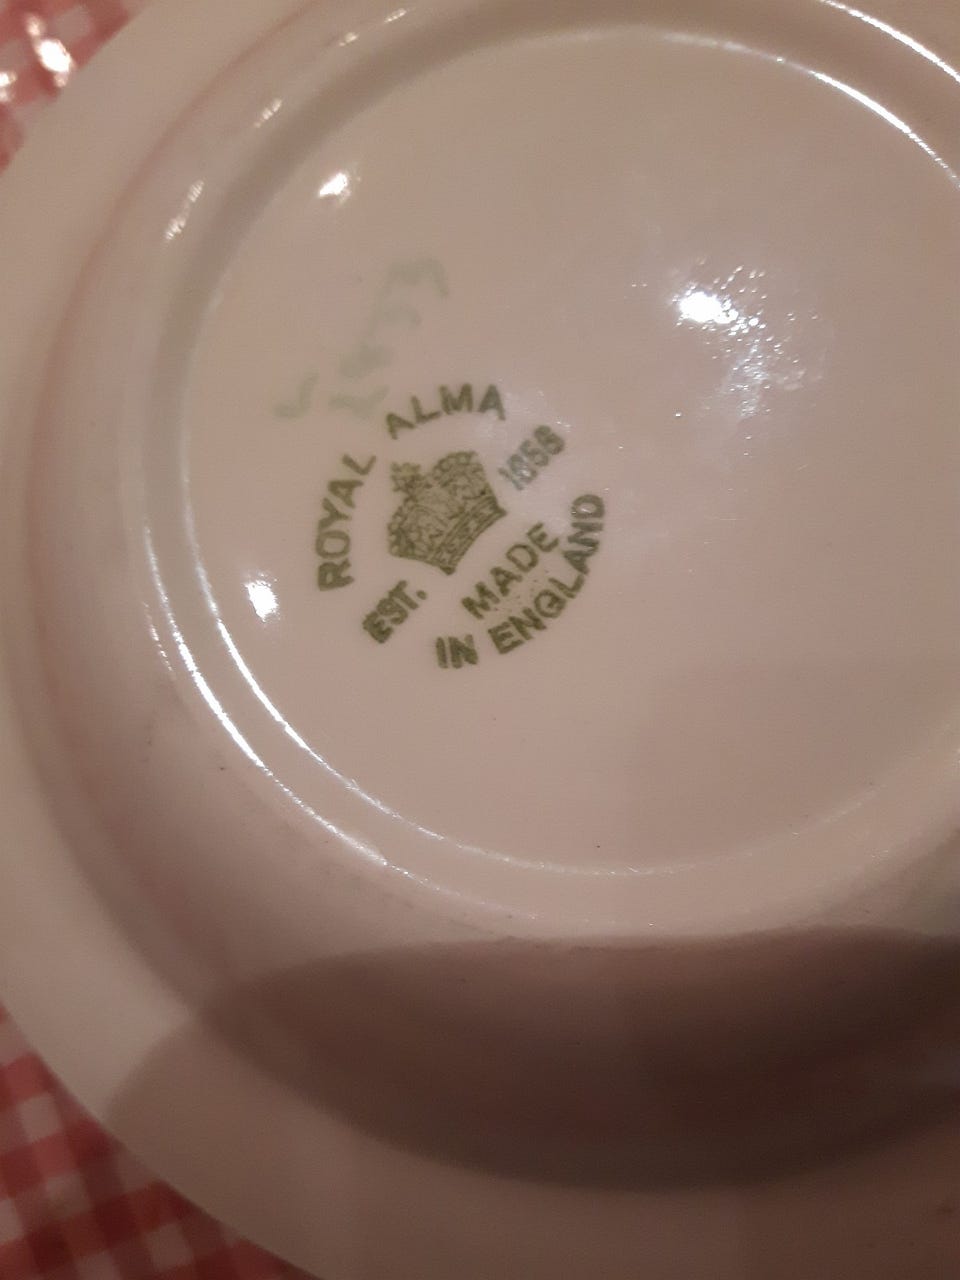 ROYAL ALMA
EST. 1856
MADE
IN ENGLAND